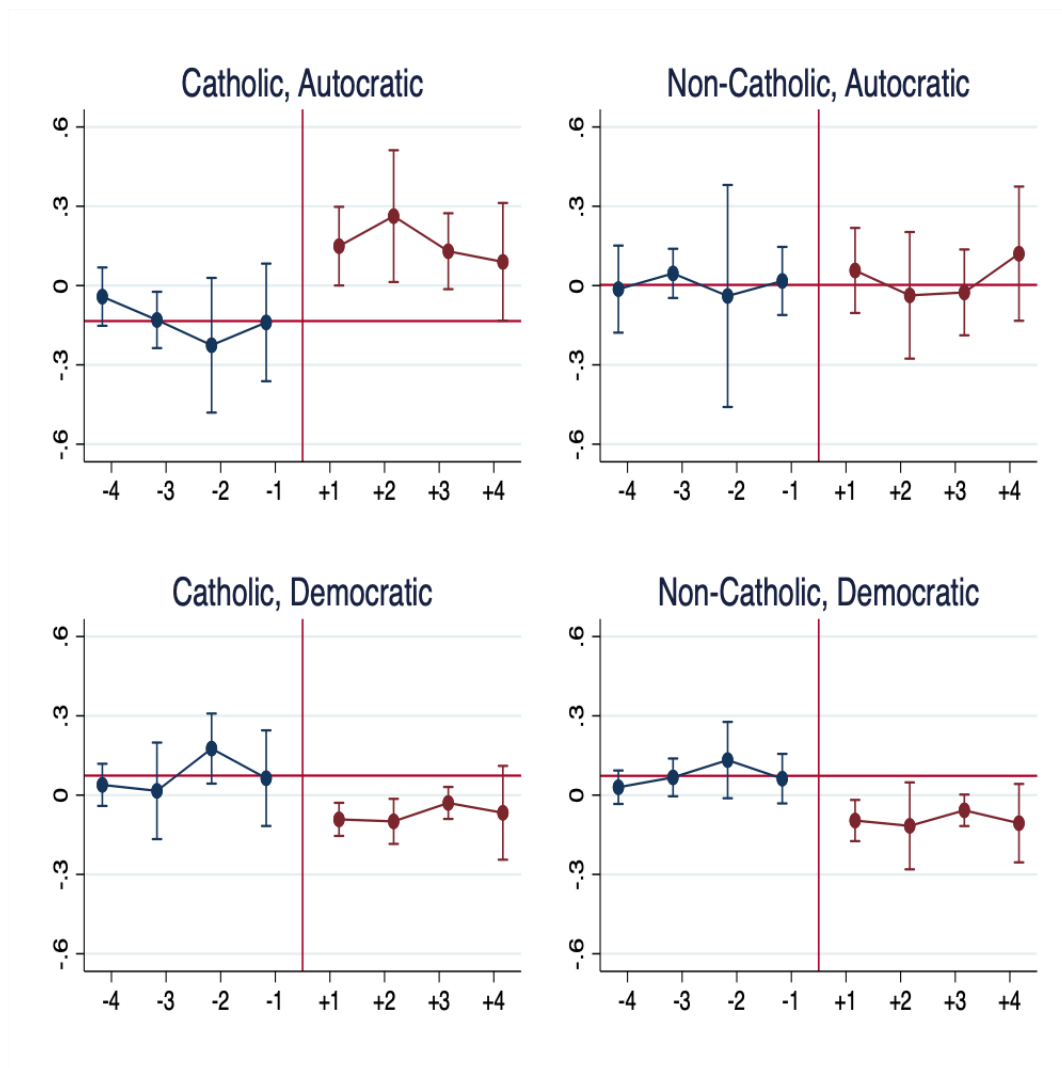 Catholic, Autocratic
.6
.3
0
-.3
-.6
-4 -3 -2 -1 +1 +2 +3 +4
Non-Catholic, Autocratic
.6
.3
0
-.3
-.6
-4 -3 -2 -1 +1 +2 +3 +4
Catholic, Democratic
.6
.3
0
-.3
-.6
-4 -3 -2 -1 +1 +2 +3 +4
Non-Catholic, Democratic
.6
.3
0
-.3
-.6
-4 -3 -2 -1 +1 +2 +3 +4